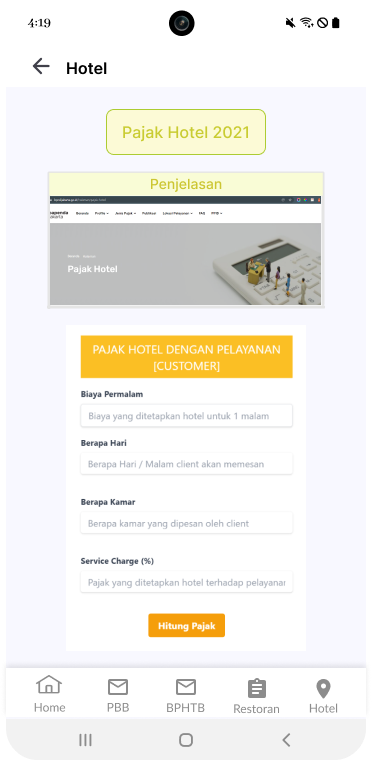 4:19
Hotel
Pajak Hotel 2021
Penjelasan
Beranda Profile Jenis Pajak Publikasi Lokasi Pelayanan FAQ PPID
Pajak Hotel
PAJAK HOTEL DENGAN PELAYANAN
[CUSTOMER]
Biaya Permalam
Biaya yang ditetapkan hotel untuk 1 malam
Berapa Hari
Berapa Hari / Malam client akan memesan
Berapa Kamar
Berapa kamar yang dipesan oleh client
Service Charge (%)
Pajak yang ditetapkan hotel terhadap pelayanan
Hitung Pajak
Home PBB BPHTB Restoran Hotel